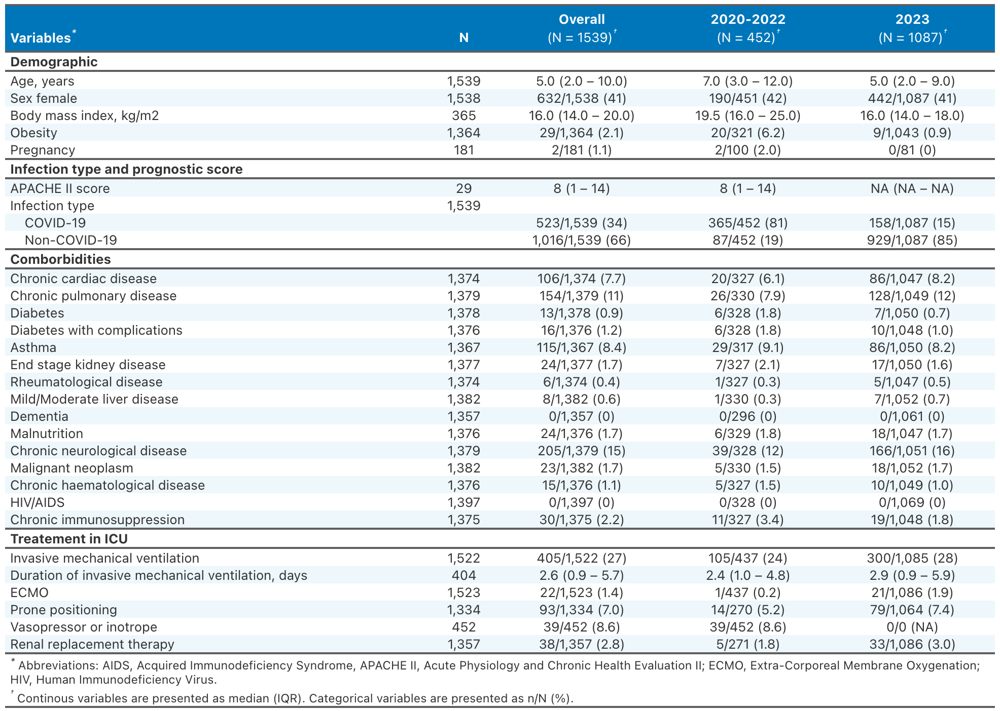 Overall 2020-2022 2023
Variables* N (N = 1539)† (N = 452)† (N = 1087)†
Demographic
Age, years 1,539 5.0 (2.0 – 10.0) 7.0 (3.0 – 12.0) 5.0 (2.0 – 9.0)
Sex female 1,538 632/1,538 (41) 190/451 (42) 442/1,087 (41)
Body mass index, kg/m2 365 16.0 (14.0 – 20.0) 19.5 (16.0 – 25.0) 16.0 (14.0 – 18.0)
Obesity 1,364 29/1,364 (2.1) 20/321 (6.2) 9/1,043 (0.9)
Pregnancy 181 2/181 (1.1) 2/100 (2.0) 0/81 (0)
Infection type and prognostic score
APACHE II score 29 8 (1 – 14) 8 (1 – 14) NA (NA – NA)
Infection type 1,539
COVID-19 523/1,539 (34) 365/452 (81) 158/1,087 (15)
Non-COVID-19 1,016/1,539 (66) 87/452 (19) 929/1,087 (85)
Comborbidities
Chronic cardiac disease 1,374 106/1,374 (7.7) 20/327 (6.1) 86/1,047 (8.2)
Chronic pulmonary disease 1,379 154/1,379 (11) 26/330 (7.9) 128/1,049 (12)
Diabetes 1,378 13/1,378 (0.9) 6/328 (1.8) 7/1,050 (0.7)
Diabetes with complications 1,376 16/1,376 (1.2) 6/328 (1.8) 10/1,048 (1.0)
Asthma 1,367 115/1,367 (8.4) 29/317 (9.1) 86/1,050 (8.2)
End stage kidney disease 1,377 24/1,377 (1.7) 7/327 (2.1) 17/1,050 (1.6)
Rheumatological disease 1,374 6/1,374 (0.4) 1/327 (0.3) 5/1,047 (0.5)
Mild/Moderate liver disease 1,382 8/1,382 (0.6) 1/330 (0.3) 7/1,052 (0.7)
Dementia 1,357 0/1,357 (0) 0/296 (0) 0/1,061 (0)
Malnutrition 1,376 24/1,376 (1.7) 6/329 (1.8) 18/1,047 (1.7)
Chronic neurological disease 1,379 205/1,379 (15) 39/328 (12) 166/1,051 (16)
Malignant neoplasm 1,382 23/1,382 (1.7) 5/330 (1.5) 18/1,052 (1.7)
Chronic haematological disease 1,376 15/1,376 (1.1) 5/327 (1.5) 10/1,049 (1.0)
HIV/AIDS 1,397 0/1,397 (0) 0/328 (0) 0/1,069 (0)
Chronic immunosuppression 1,375 30/1,375 (2.2) 11/327 (3.4) 19/1,048 (1.8)
Treatement in ICU
Invasive mechanical ventilation 1,522 405/1,522 (27) 105/437 (24) 300/1,085 (28)
Duration of invasive mechanical ventilation, days 404 2.6 (0.9 – 5.7) 2.4 (1.0 – 4.8) 2.9 (0.9 – 5.9)
ECMO 1,523 22/1,523 (1.4) 1/437 (0.2) 21/1,086 (1.9)
Prone positioning 1,334 93/1,334 (7.0) 14/270 (5.2) 79/1,064 (7.4)
Vasopressor or inotrope 452 39/452 (8.6) 39/452 (8.6) 0/0 (NA)
Renal replacement therapy 1,357 38/1,357 (2.8) 5/271 (1.8) 33/1,086 (3.0)
* Abbreviations: AIDS, Acquired Immunodeficiency Syndrome, APACHE II, Acute Physiology and Chronic Health Evaluation II; ECMO, Extra-Corporeal Membrane Oxygenation;
HIV, Human Immunodeficiency Virus.
† Continous variables are presented as median (IQR). Categorical variables are presented as n/N (%).